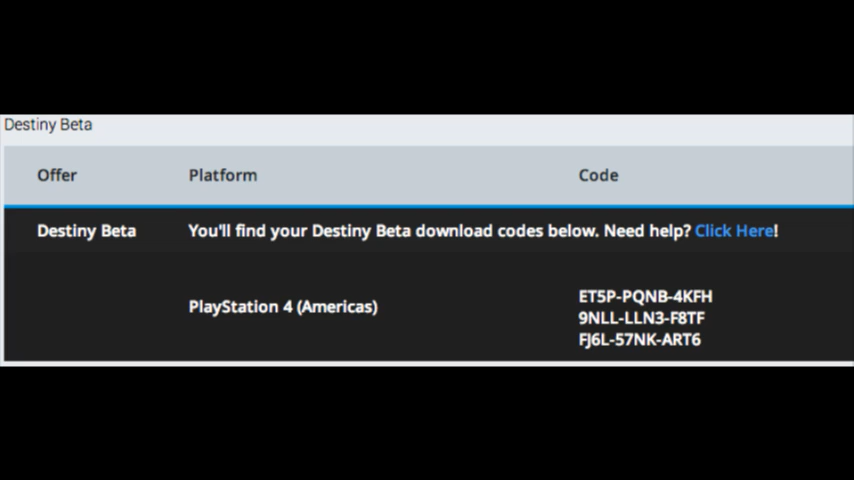 Destiny Beta
Offer Platform Code
Destiny Beta You'll find your Destiny Beta download codes below. Need help? Click Here!
PlayStation 4 (Americas)
ET5P-PQNB-4KFH
9NLL-LLN3-F8TF
FJ6L-57NK-ART6